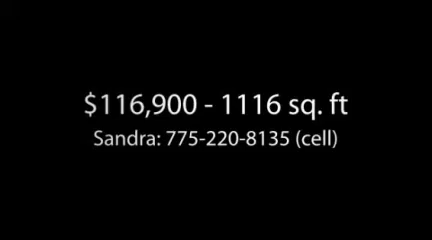 $116,900 - 1116 sq. ft
Sandra: 775-220-8135 (cell)